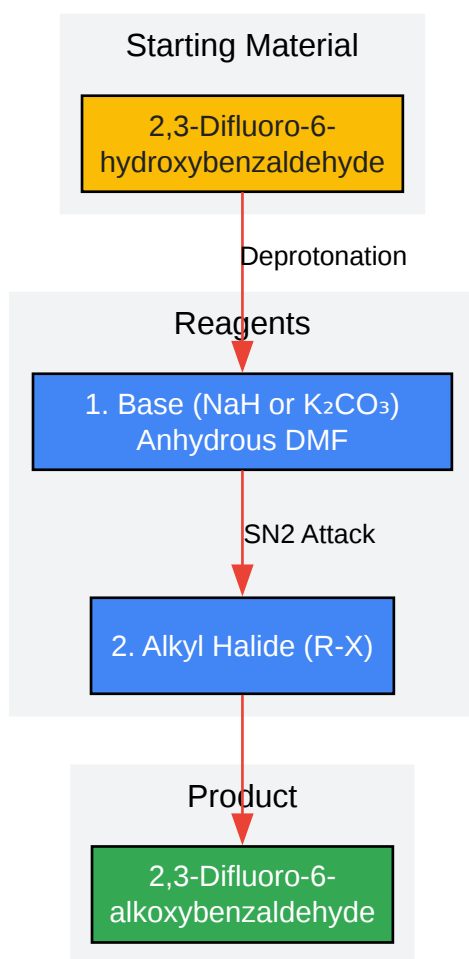 Starting Material
2,3-Difluoro-6-
hydroxybenzaldehyde
Deprotonation
Reagents
1. Base (NaH or K₂CO₃)
Anhydrous DMF
SN2 Attack
2. Alkyl Halide (R-X)
Product
2,3-Difluoro-6-
alkoxybenzaldehyde